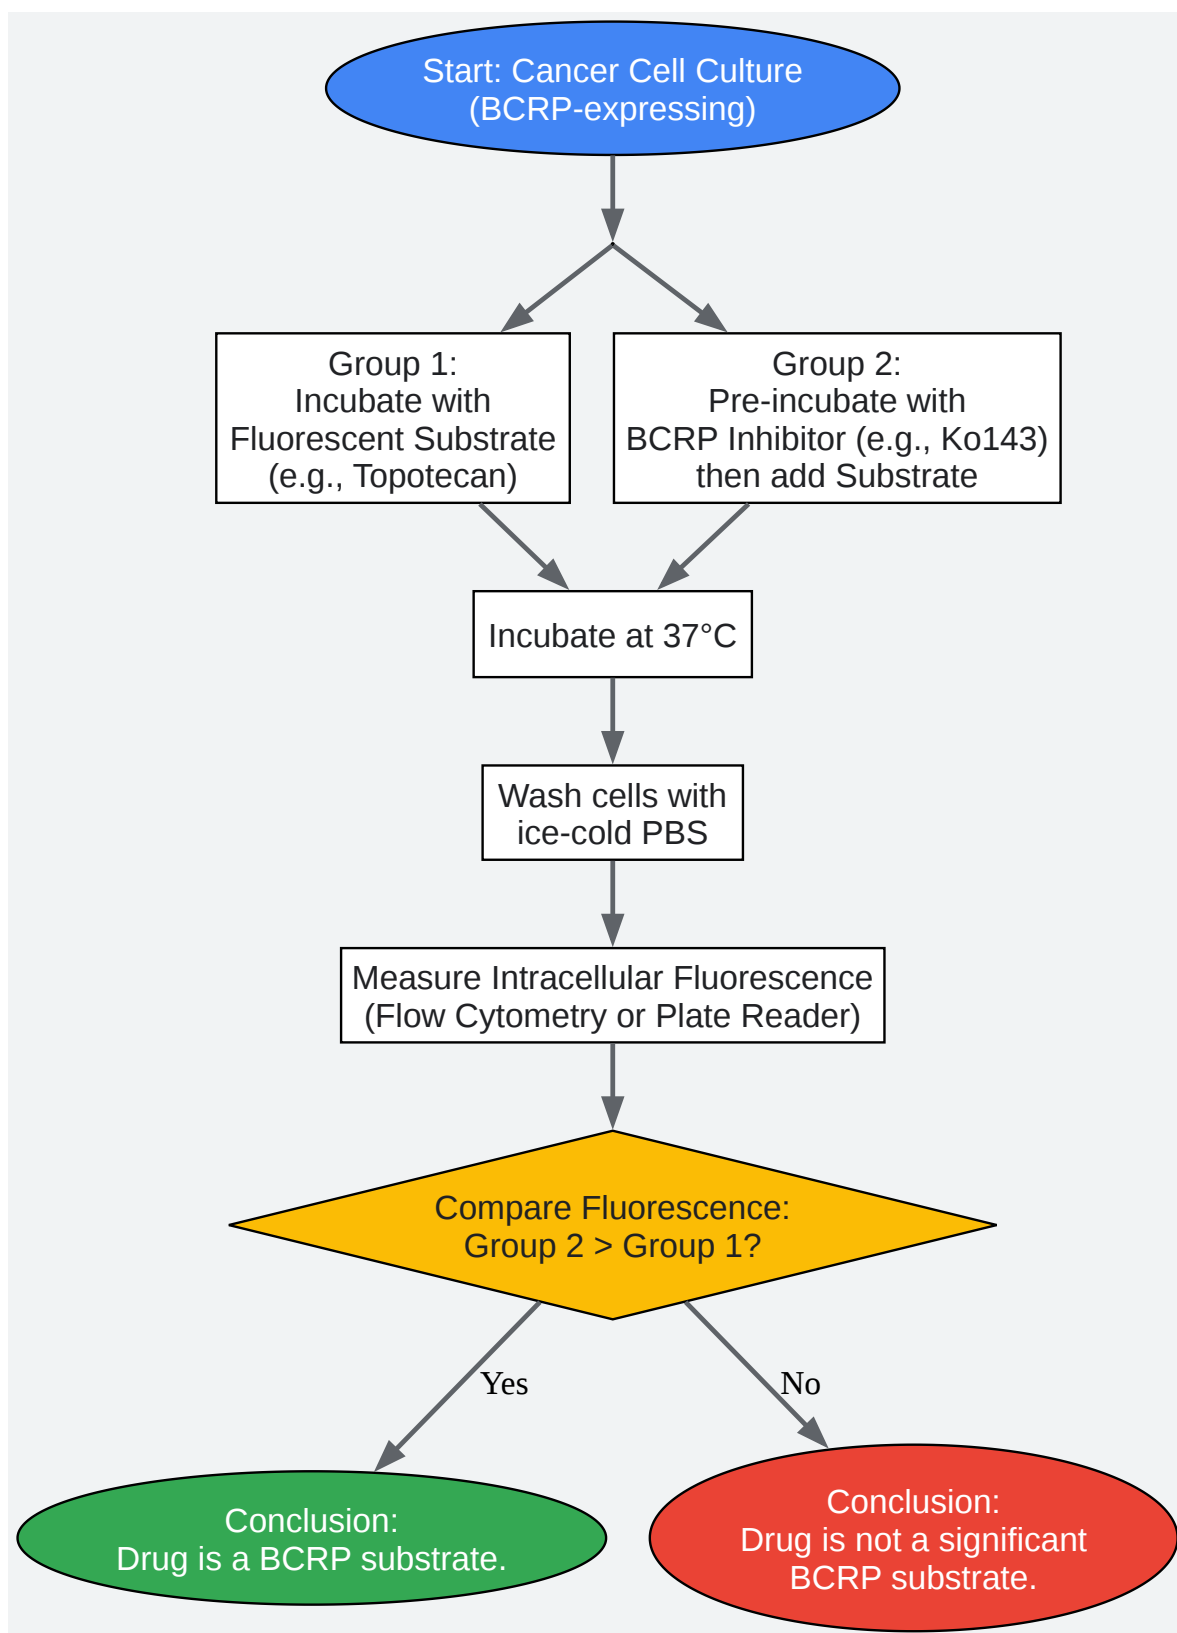 Start: Cancer Cell Culture
(BCRP-expressing)
Group 1:
Incubate with
Fluorescent Substrate
(e.g., Topotecan)
Group 2:
Pre-incubate with
BCRP Inhibitor (e.g., Ko143)
then add Substrate
Incubate at 37°C
Wash cells with
ice-cold PBS
Measure Intracellular Fluorescence
(Flow Cytometry or Plate Reader)
Compare Fluorescence:
Group 2 > Group 1?
Yes
No
Conclusion:
Drug is a BCRP substrate.
Conclusion:
Drug is not a significant
BCRP substrate.